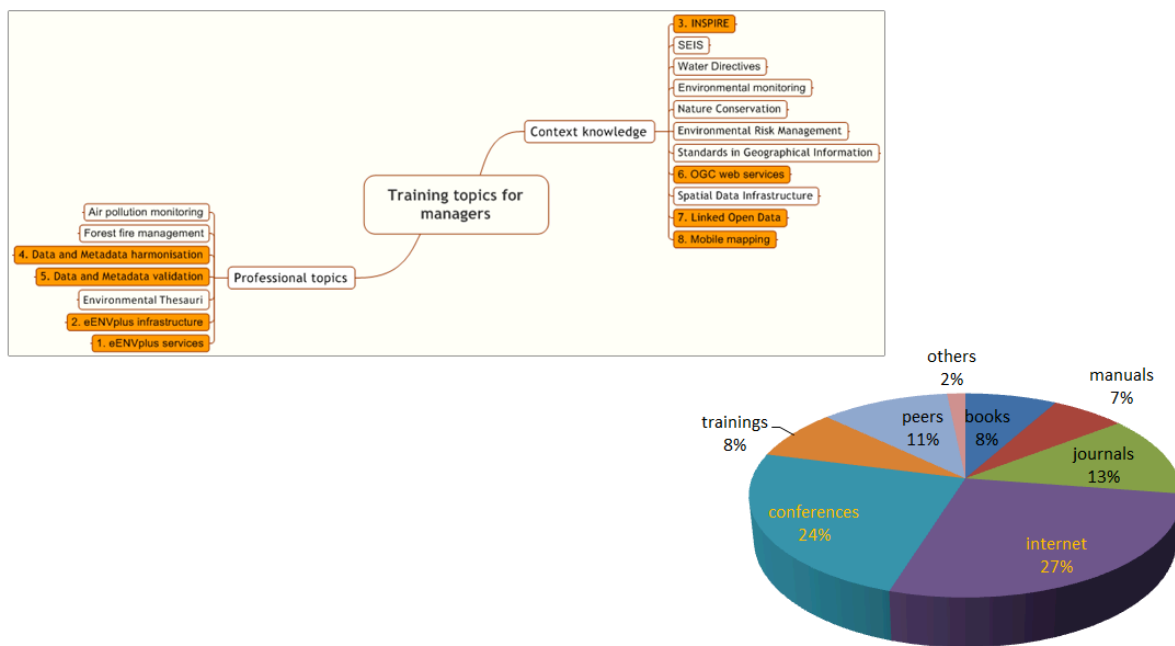 3. INSPIRE
SEIS
Water Directives
Environmental monitoring
Nature Conservation
Context knowledge
Environmental Risk Management
Standards in Geographical Information
6. OGC web services
Spatial Data Infrastructure
7. Linked Open Data
8. Mobile mapping
Training topics for
managers
Air pollution monitoring
Forest fire management
4. Data and Metadata harmonisation
5. Data and Metadata validation
Professional topics
Environmental Thesauri
2. eENVplus infrastructure
1. eENVplus services
others
2%
manuals
7%
trainings
8%
peers
11%
books
8%
journals
13%
conferences
24%
internet
27%